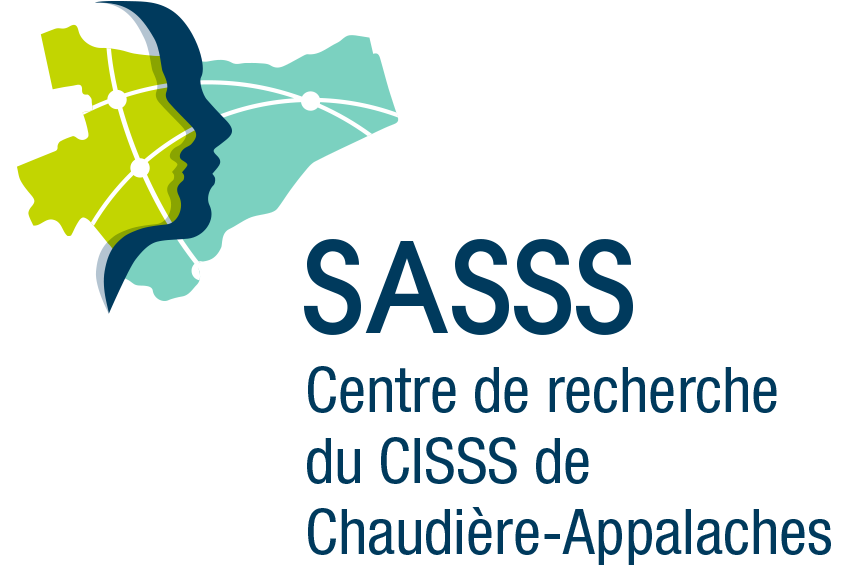 SASSS
Centre de recherche
du CISSS de
Chaudière-Appalaches